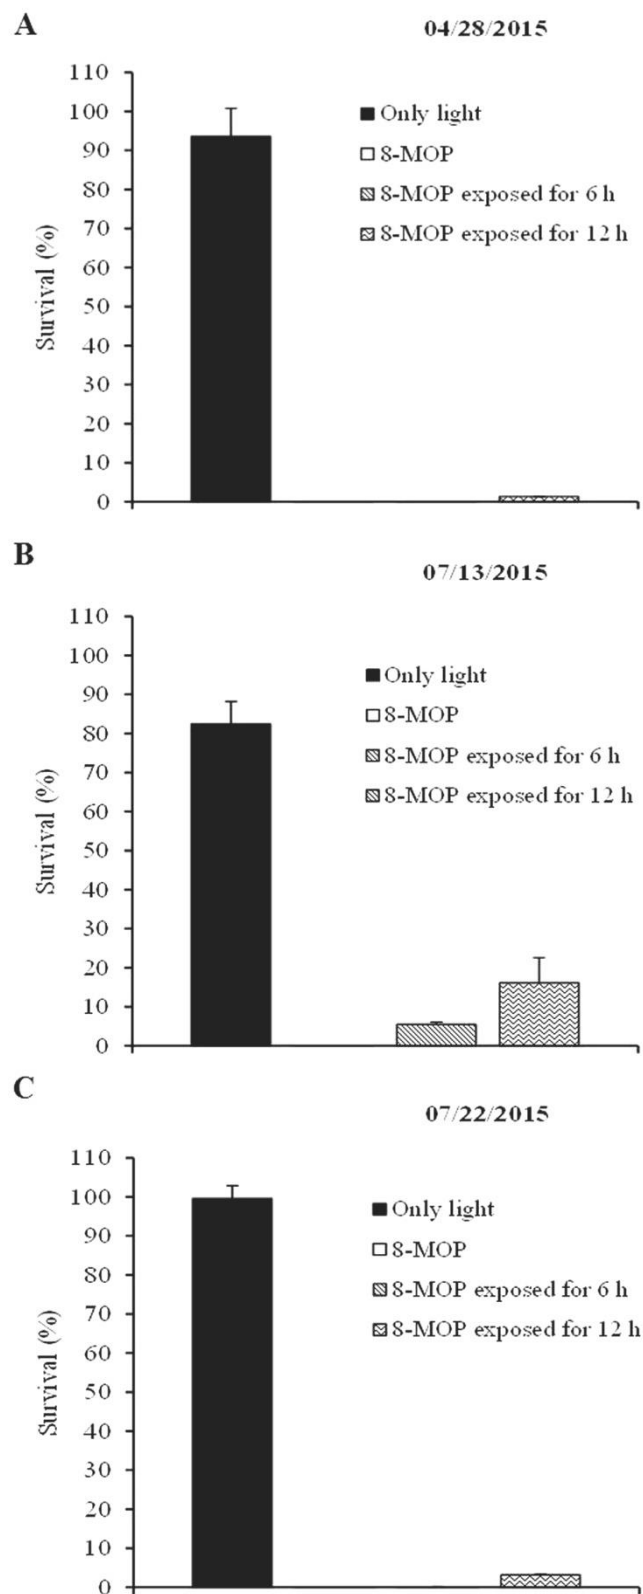 A
04/28/2015
110
100
90
80
70
60
50
40
30
20
10
0
Survival (%)
Only light
8-MOP
8-MOP exposed for 6 h
8-MOP exposed for 12 h
B
07/13/2015
110
100
90
80
70
60
50
40
30
20
10
0
Survival (%)
Only light
8-MOP
8-MOP exposed for 6 h
8-MOP exposed for 12 h
C
07/22/2015
110
100
90
80
70
60
50
40
30
20
10
0
Survival (%)
Only light
8-MOP
8-MOP exposed for 6 h
8-MOP exposed for 12 h